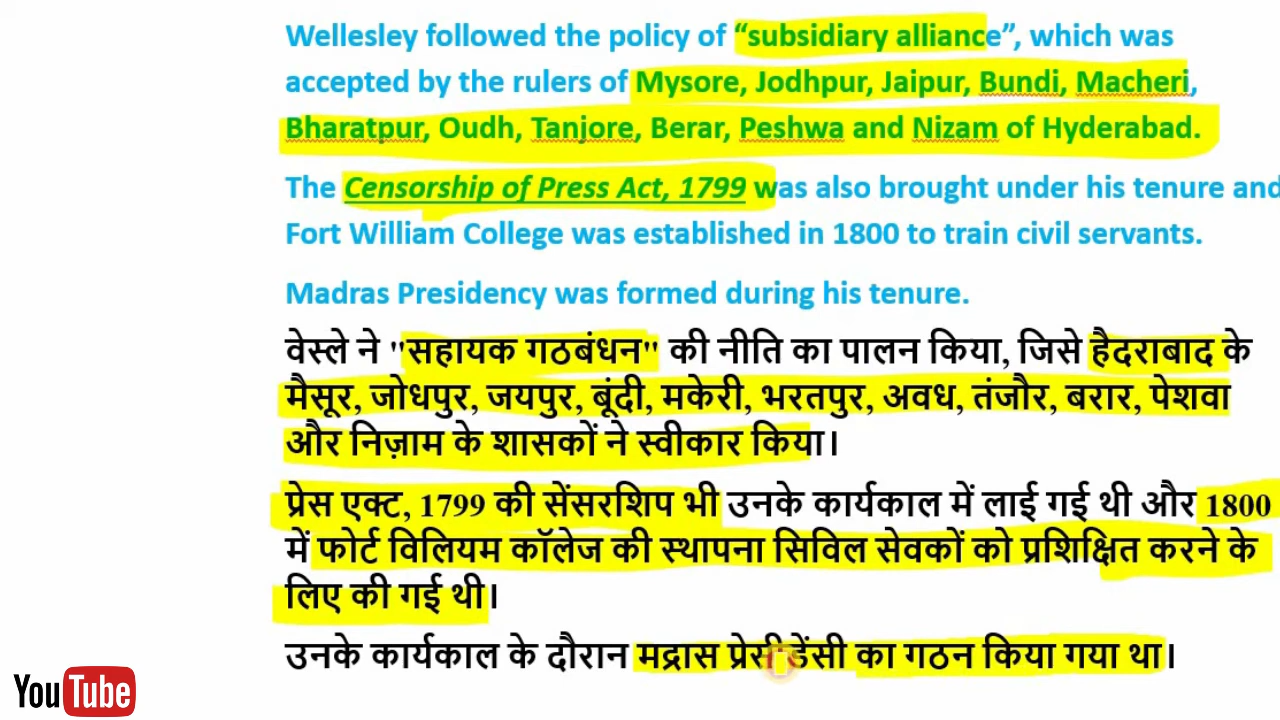 Wellesley followed the policy of “subsidiary alliance”, which was
accepted by the rulers of Mysore, Jodhpur, Jaipur, Bundi, Macheri,
Bharatpur, Oudh, Tanjore, Berar, Peshwa and Nizam of Hyderabad.
The Censorship of Press Act, 1799 was also brought under his tenure and
Fort William College was established in 1800 to train civil servants.
Madras Presidency was formed during his tenure.
वेस्ले ने "सहायक गठबंधन" की नीति का पालन किया, जिसे हैदराबाद के
मैसूर, जोधपुर, जयपुर, बूंदी, मकेरी, भरतपुर, अवध, तंजौर, बरार, पेशवा
और निज़ाम के शासकों ने स्वीकार किया।
प्रेस एक्ट, 1799 की सेंसरशिप भी उनके कार्यकाल में लाई गई थी और 1800
में फोर्ट विलियम कॉलेज की स्थापना सिविल सेवकों को प्रशिक्षित करने के
लिए की गई थी।
उनके कार्यकाल के दौरान मद्रास प्रेसीडेंसी का गठन किया गया था।
YouTube